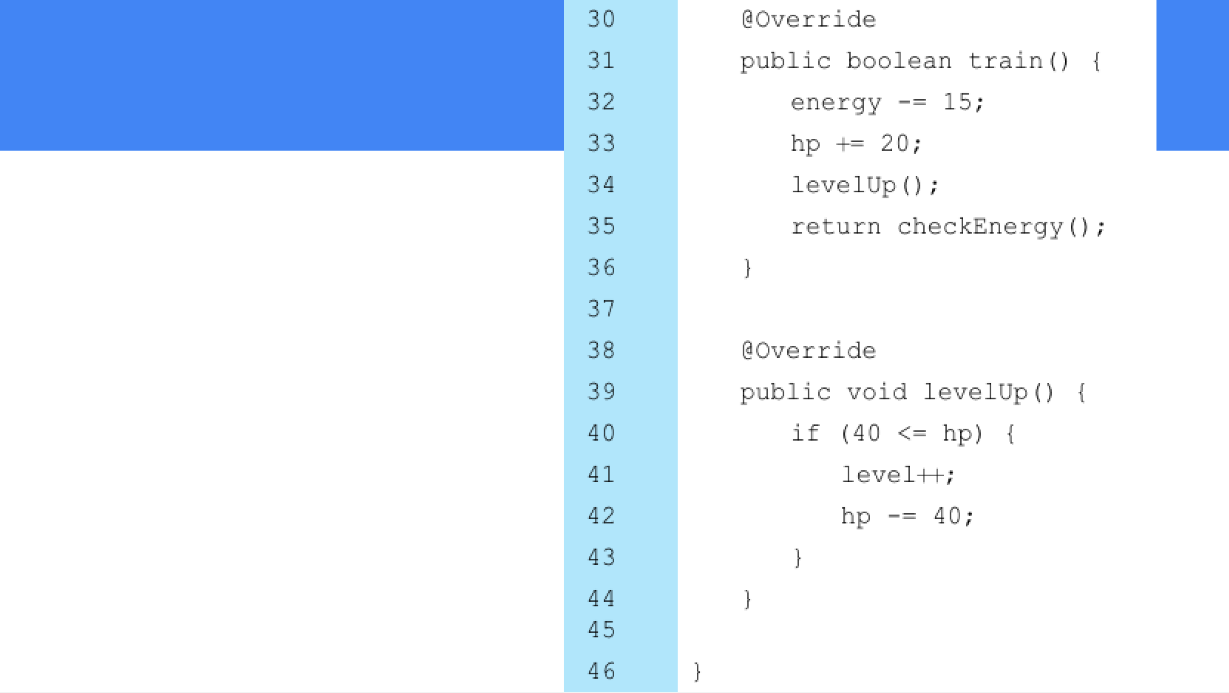 30 @Override
31 public boolean train() {
32 energy -= 15;
33 hp += 20;
34 levelUp();
35 return checkEnergy();
36 }
37
38 @Override
39 public void levelUp() {
40 if (40 <= hp) {
41 level++;
42 hp -= 40;
43 }
44 }
45
46 }